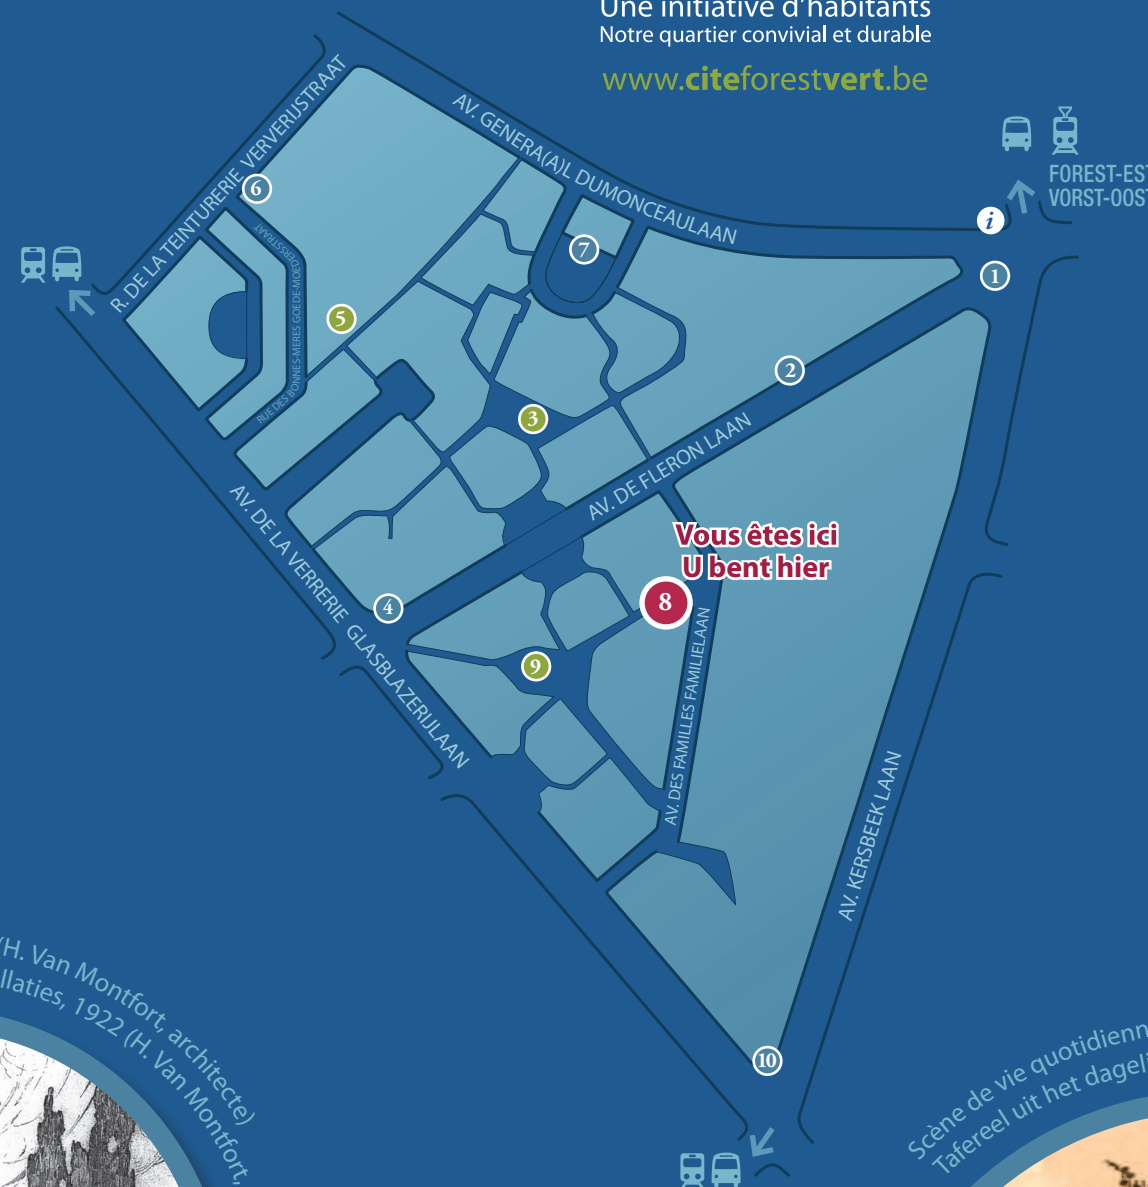 Une initiative d'habitants
Notre quartier convivial et durable
www.citeforestvert.be
AV. GENERA(A)L DUMONCEAULAAN
R. DE LA TEINTURERIE VERVERIJSTRAAT
FOREST-EST
VORST-OOST
i
1
6
7
RUE DES BONNES-MERES GOEDE-MOEDERSSTRAAT
5
2
3
AV. DE FLERON LAAN
AV. DE LA VERRERIE GLASBLAZERIJLAAN
Vous êtes ici
U bent hier
8
4
9
AV. DES FAMILLES FAMILIELAAN
AV. KERSBEEK LAAN
10
(H. Van Montfort, architecte)
llaties, 1922 (H. Van Montfort,
Scène de vie quotidienn
Tafereel uit het dageli